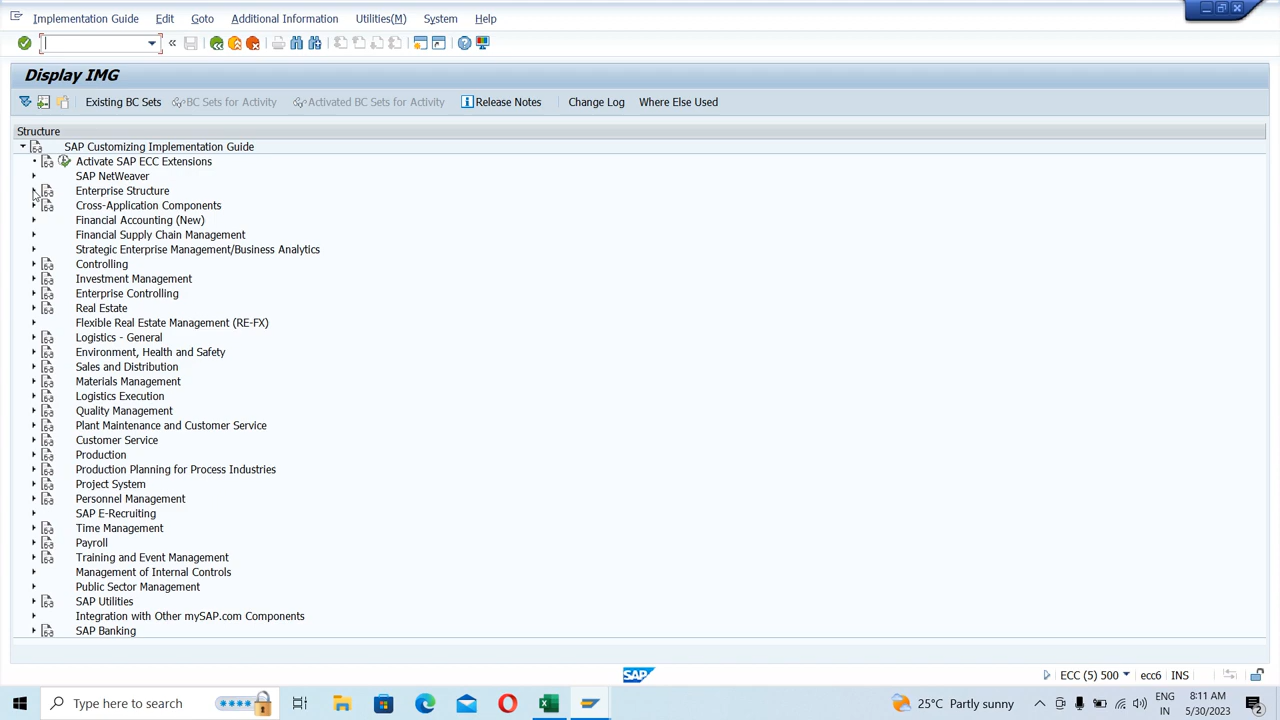 Implementation Guide Edit Goto Additional Information Utilities(M) System Help
Display IMG
Existing BC Sets BC Sets for Activity Activated BC Sets for Activity Release Notes Change Log Where Else Used
Structure
SAP Customizing Implementation Guide
Activate SAP ECC Extensions
SAP NetWeaver
Enterprise Structure
Cross-Application Components
Financial Accounting (New)
Financial Supply Chain Management
Strategic Enterprise Management/Business Analytics
Controlling
Investment Management
Enterprise Controlling
Real Estate
Flexible Real Estate Management (RE-FX)
Logistics - General
Environment, Health and Safety
Sales and Distribution
Materials Management
Logistics Execution
Quality Management
Plant Maintenance and Customer Service
Customer Service
Production
Production Planning for Process Industries
Project System
Personnel Management
SAP E-Recruiting
Time Management
Payroll
Training and Event Management
Management of Internal Controls
Public Sector Management
SAP Utilities
Integration with Other mySAP.com Components
SAP Banking
SAP ECC (5) 500 ecc6 INS
Type here to search 25°C Partly sunny ENG 8:11 AM
IN 5/30/2023 2